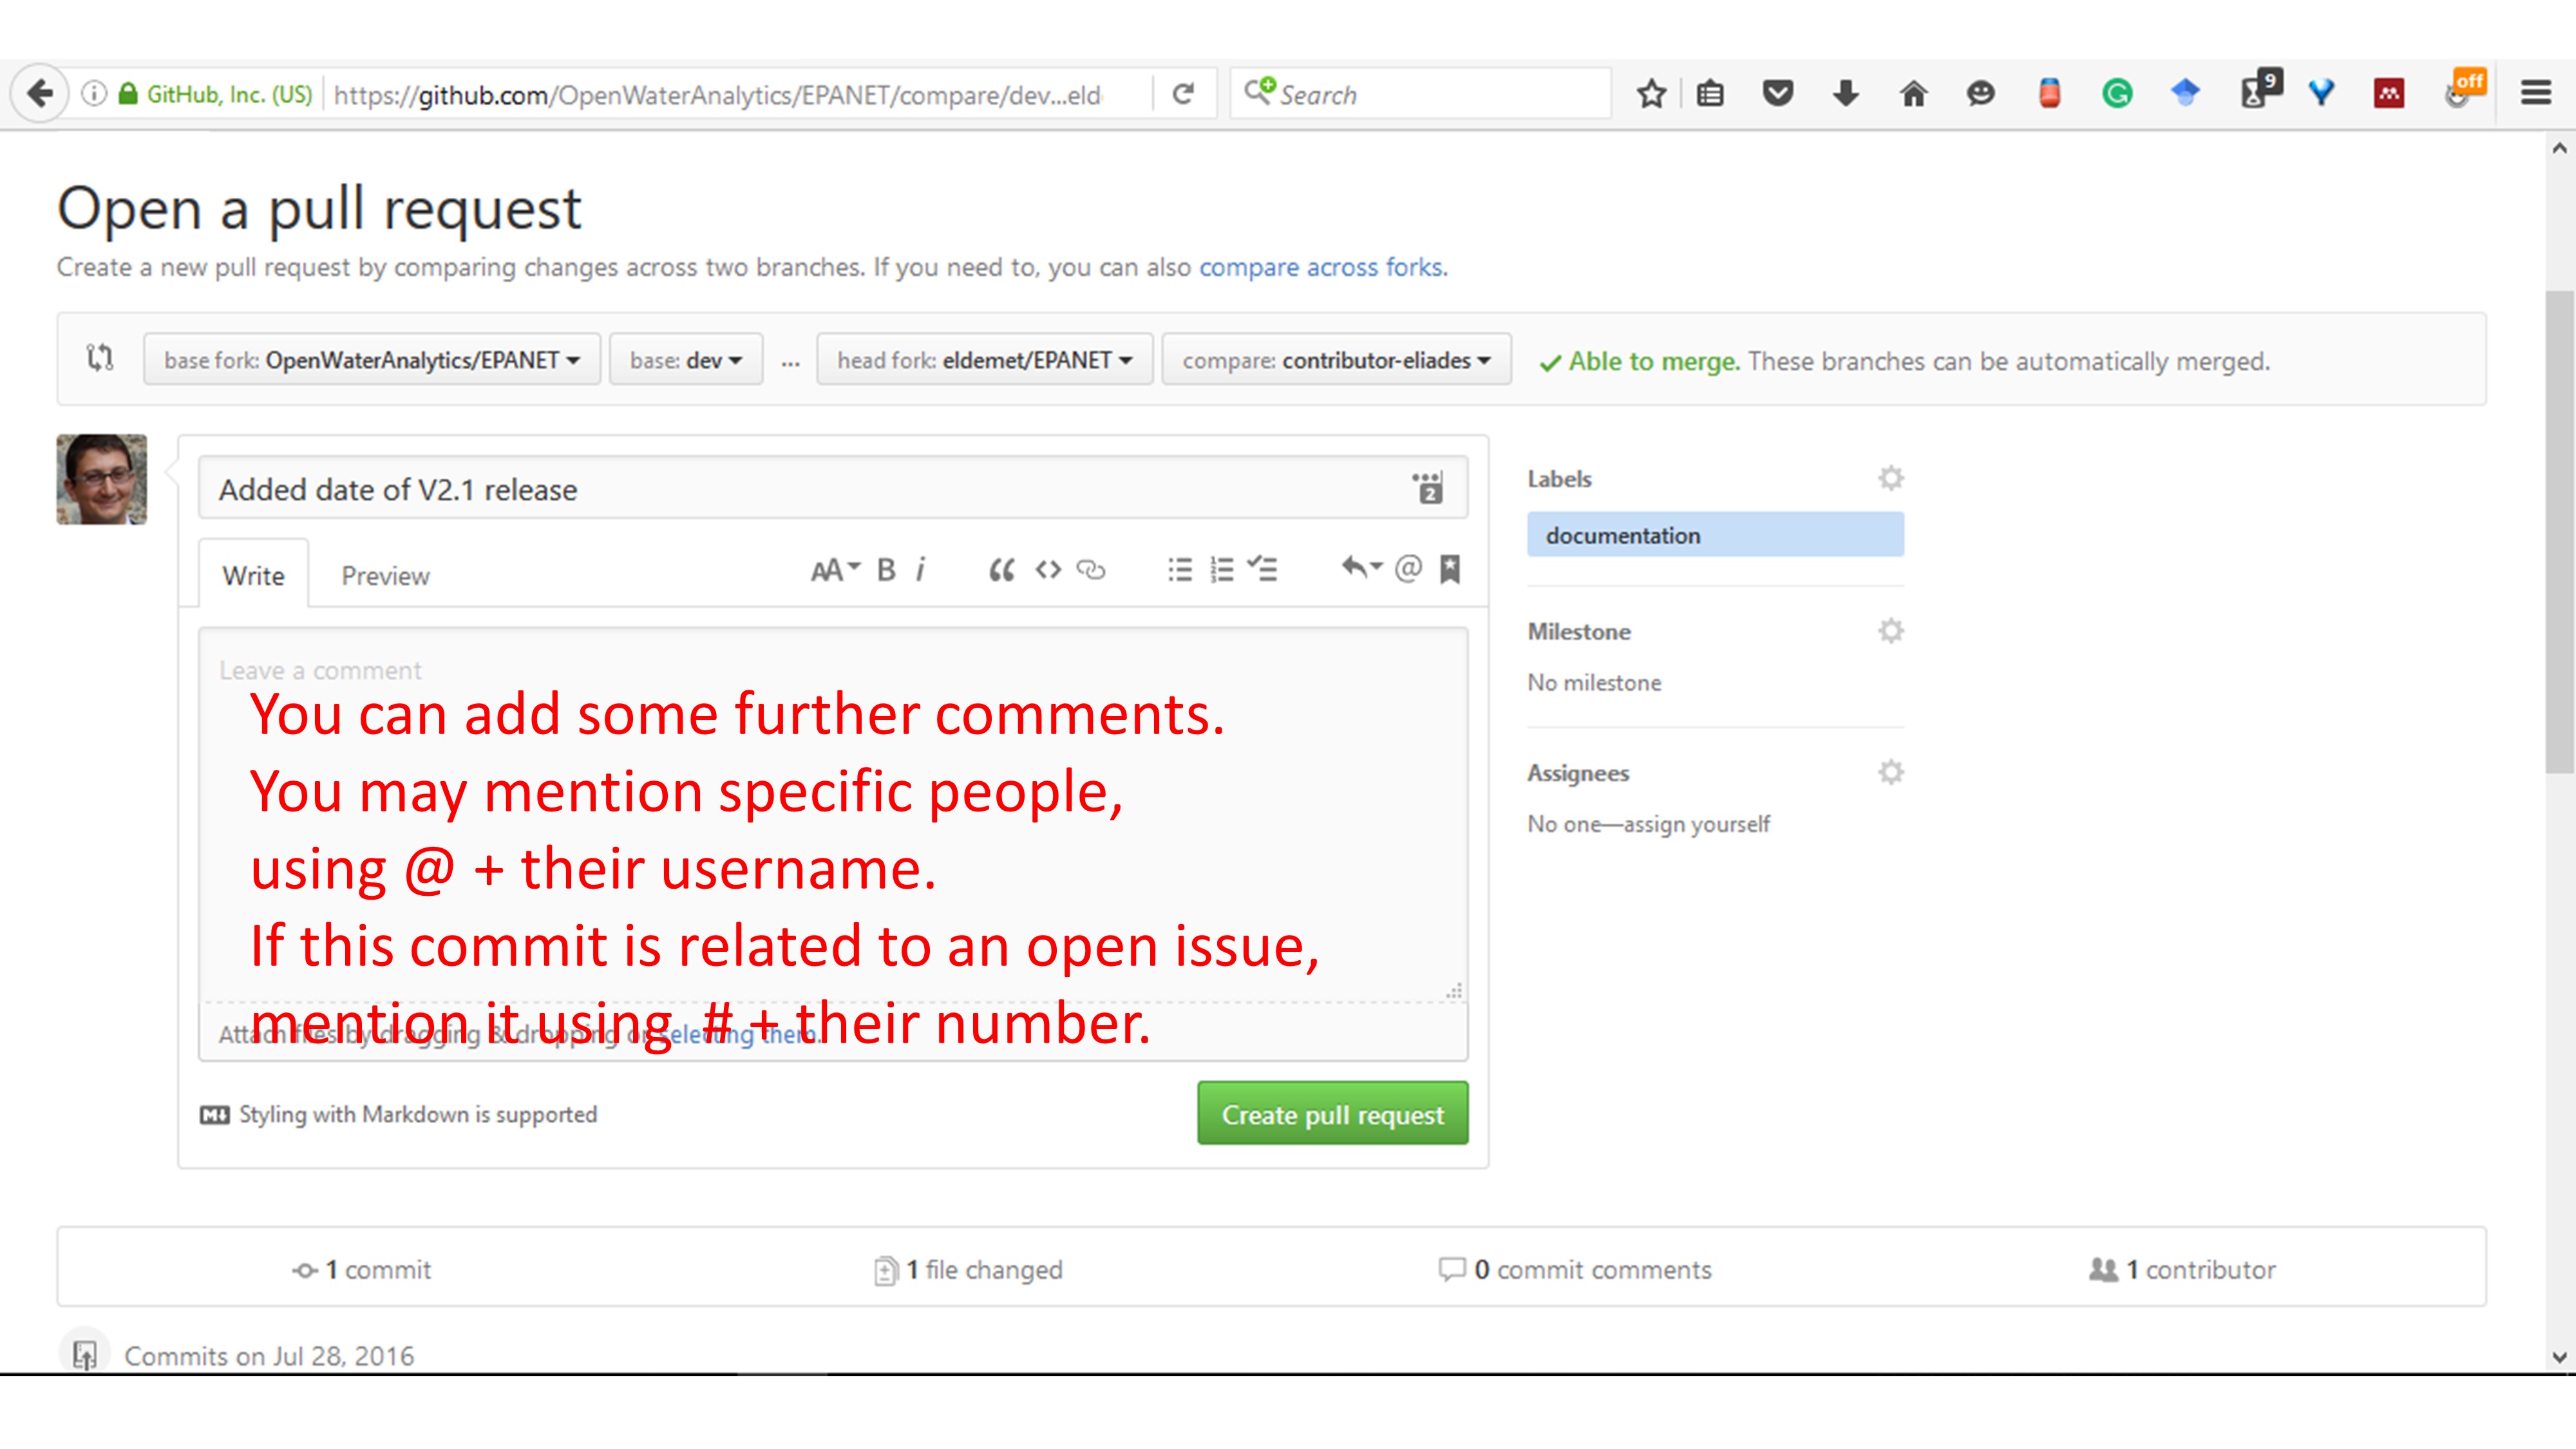 GitHub, Inc. (US) https://github.com/OpenWaterAnalytics/EPANET/compare/dev...eld Search 9 off
Open a pull request
Create a new pull request by comparing changes across two branches. If you need to, you can also compare across forks.
base fork: OpenWaterAnalytics/EPANET base: dev ... head fork: eldemet/EPANET compare: contributor-eliades Able to merge. These branches can be automatically merged.
Added date of V2.1 release 2
Labels
documentation
Write Preview AA B i @
Milestone
No milestone
Assignees
No one—assign yourself
Leave a comment
You can add some further comments.
You may mention specific people,
using @ + their username.
If this commit is related to an open issue,
mention it using # + their number.
Attach files by dragging & dropping or selecting them.
Styling with Markdown is supported
Create pull request
1 commit 1 file changed 0 commit comments 1 contributor
Commits on Jul 28, 2016